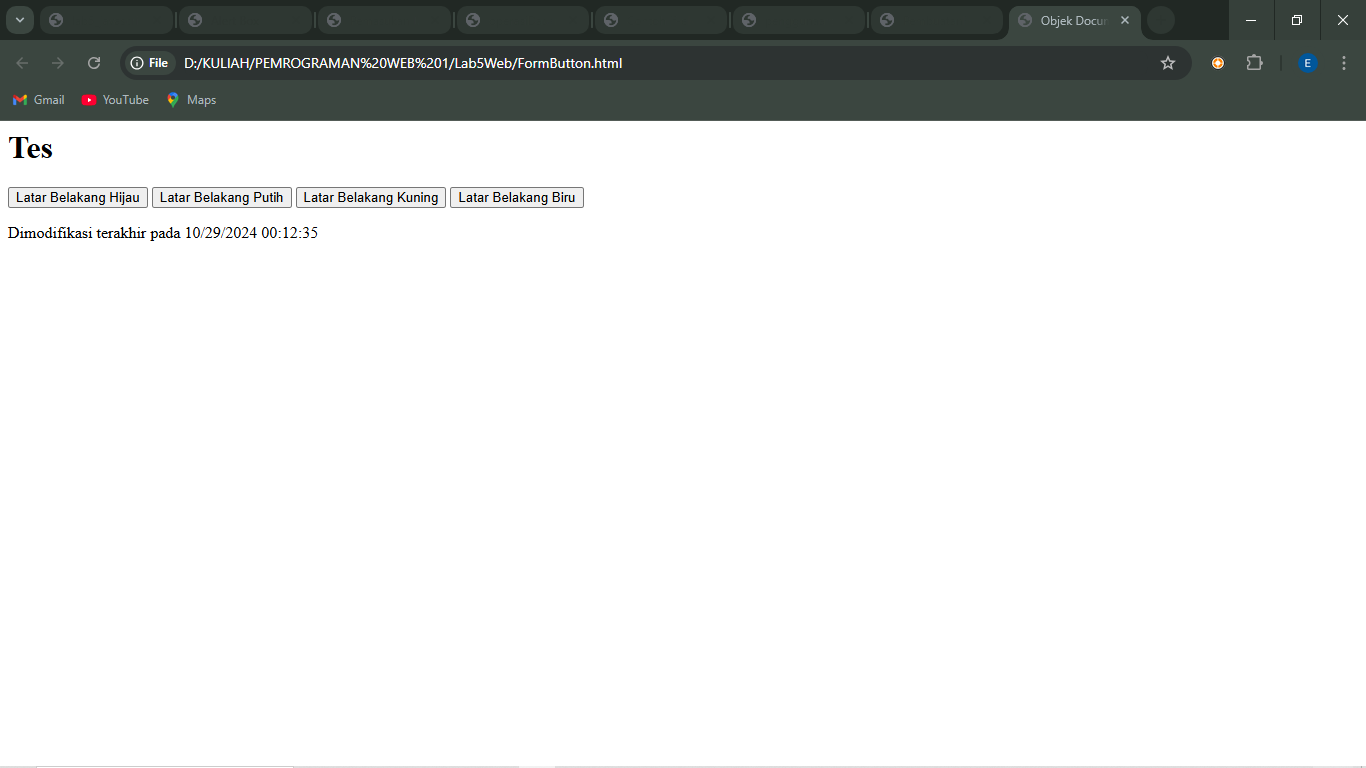 Objek Docu
File D:/KULIAH/PEMROGRAMAN%20WEB%201/Lab5Web/FormButton.html E
Gmail YouTube Maps
Tes
Latar Belakang Hijau Latar Belakang Putih Latar Belakang Kuning Latar Belakang Biru
Dimodifikasi terakhir pada 10/29/2024 00:12:35